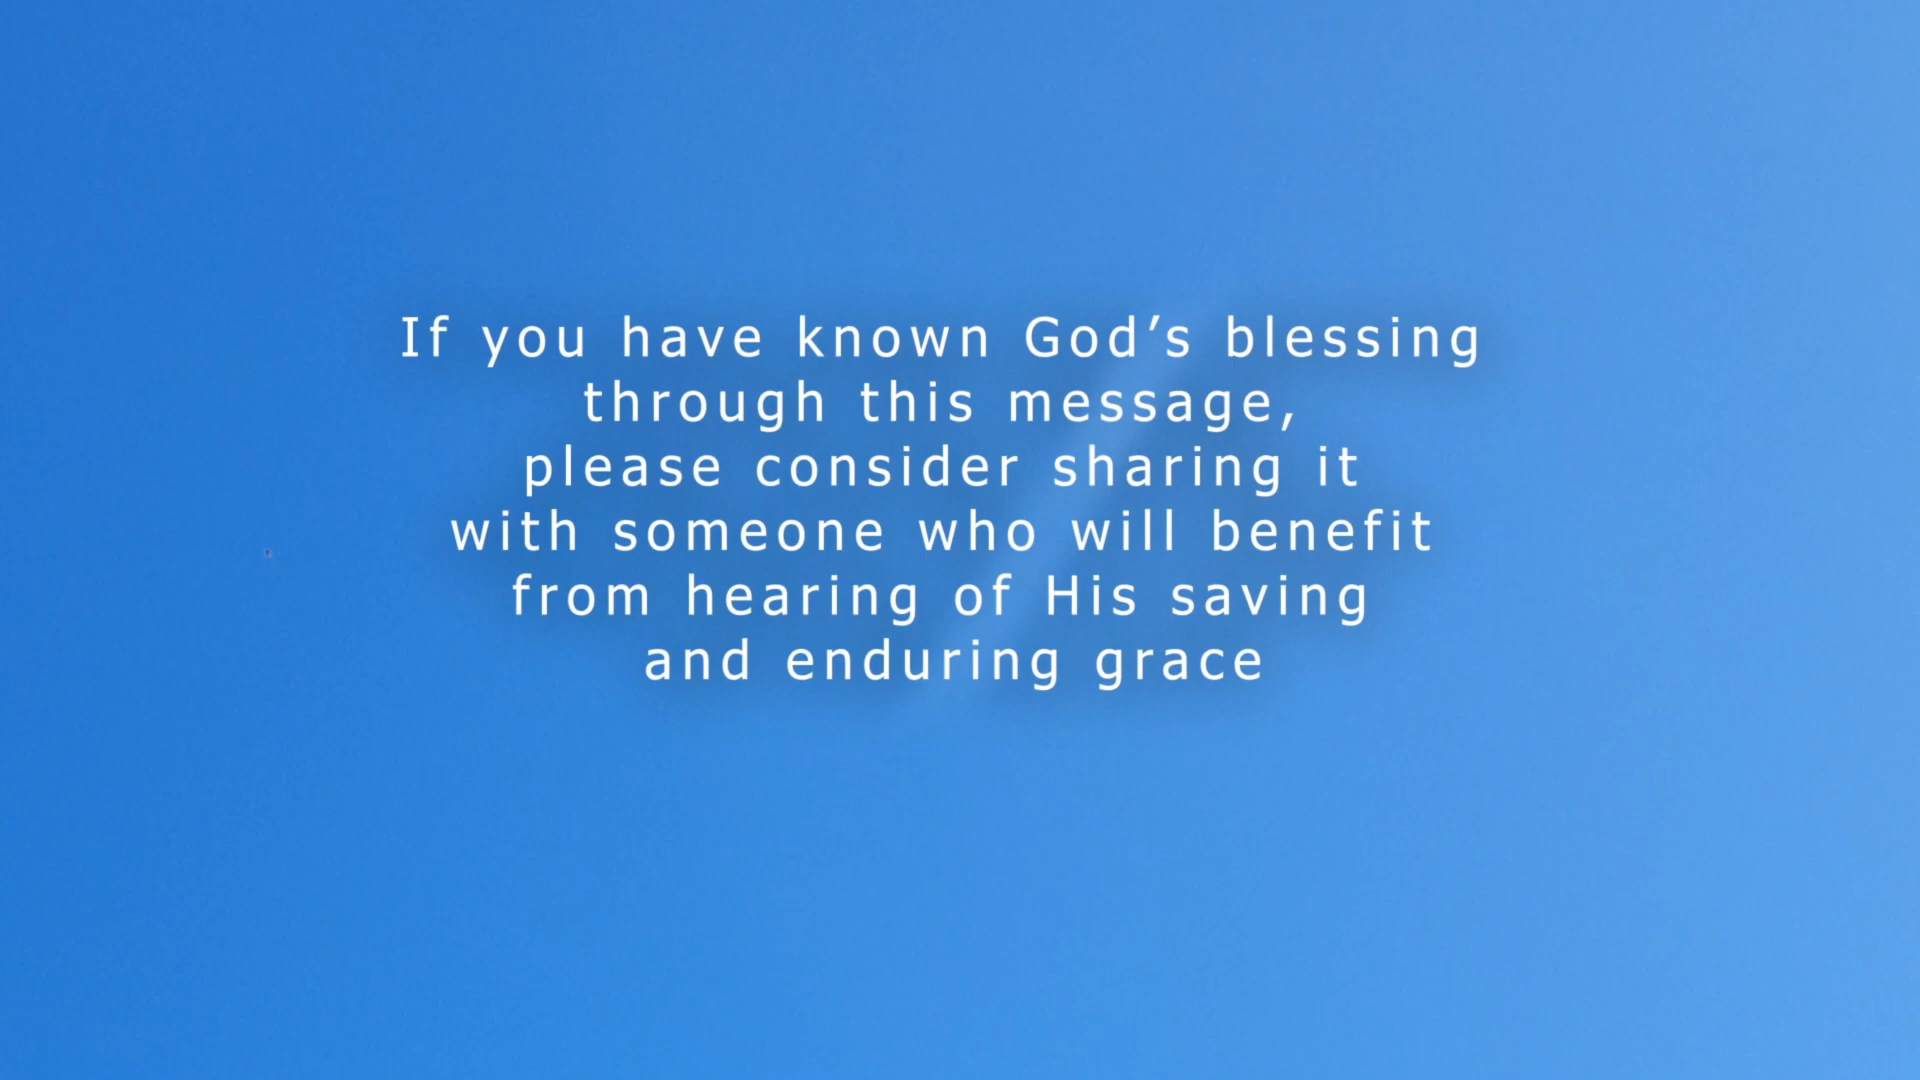 If you have known God’s blessing
through this message,
please consider sharing it
with someone who will benefit
from hearing of His saving
and enduring grace